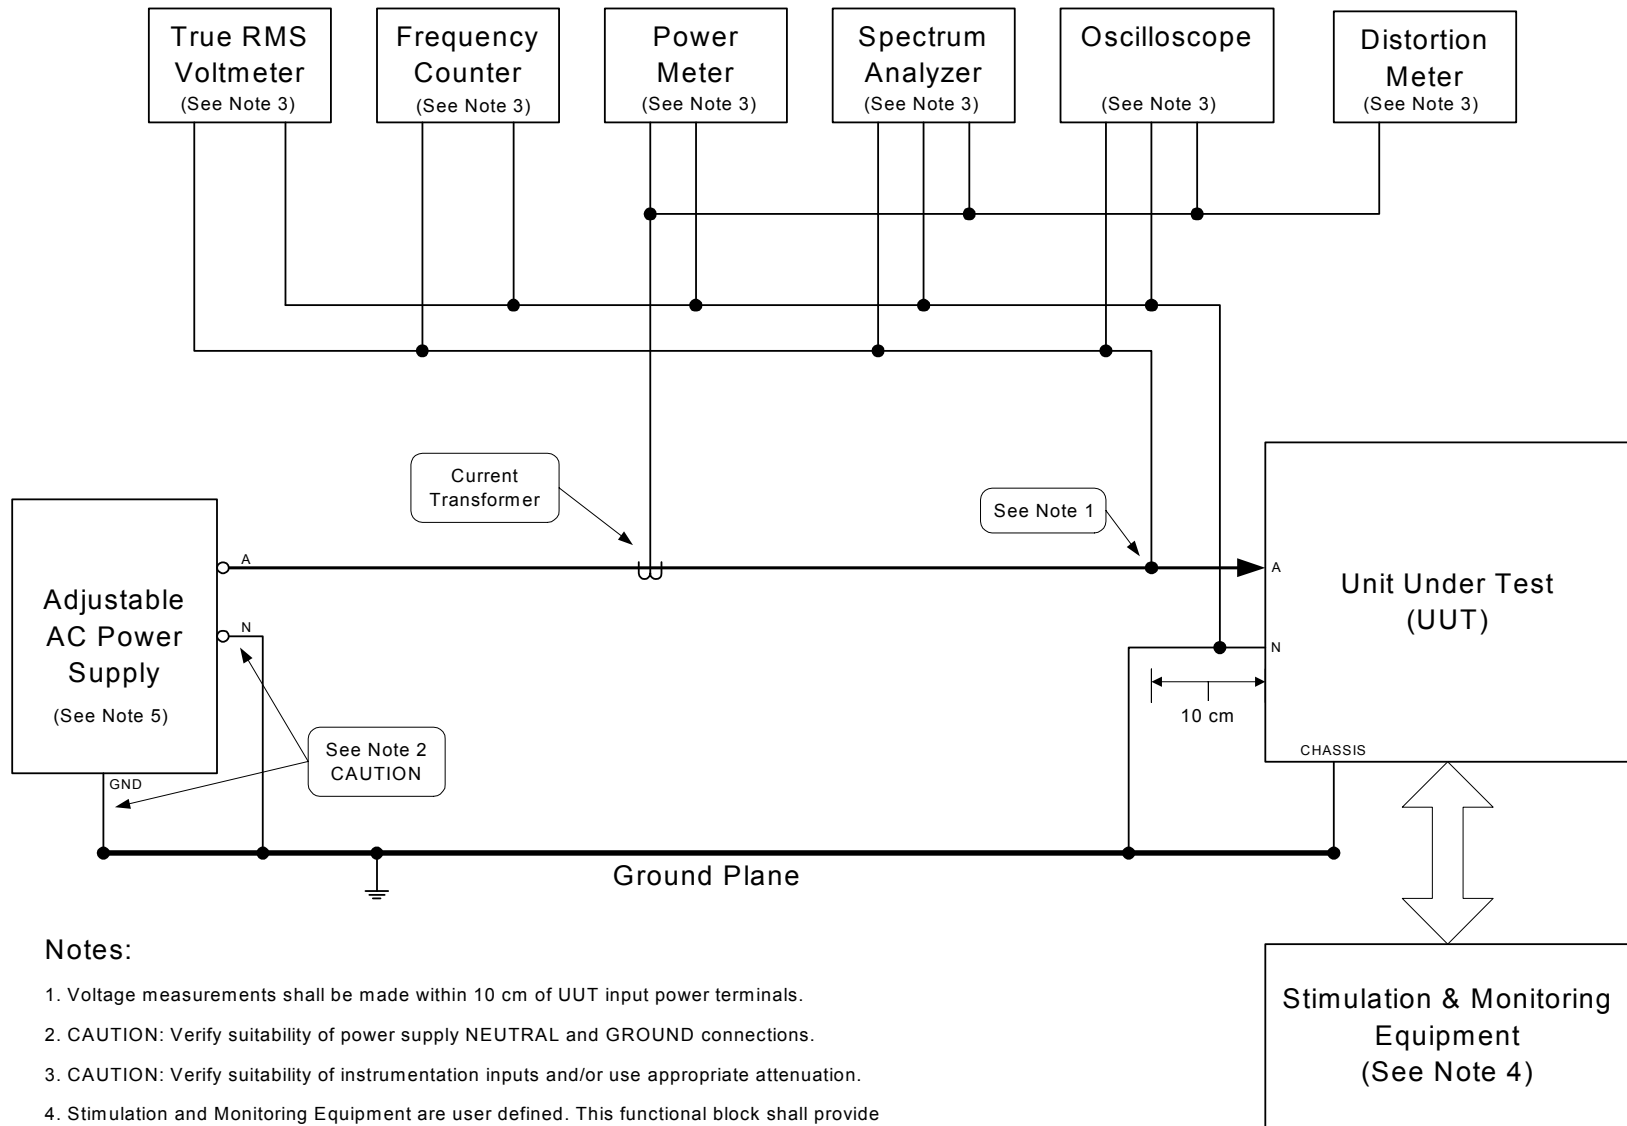 True RMS
Voltmeter
(See Note 3)
Frequency
Counter
(See Note 3)
Power
Meter
(See Note 3)
Spectrum
Analyzer
(See Note 3)
Oscilloscope
(See Note 3)
Distortion
Meter
(See Note 3)
Current
Transformer
See Note 1
Adjustable
AC Power
Supply
(See Note 5)
A
N
GND
See Note 2
CAUTION
A
N
10 cm
Unit Under Test
(UUT)
CHASSIS
Ground Plane
Stimulation & Monitoring
Equipment
(See Note 4)
Notes:
1. Voltage measurements shall be made within 10 cm of UUT input power terminals.
2. CAUTION: Verify suitability of power supply NEUTRAL and GROUND connections.
3. CAUTION: Verify suitability of instrumentation inputs and/or use appropriate attenuation.
4. Stimulation and Monitoring Equipment are user defined. This functional block shall provide